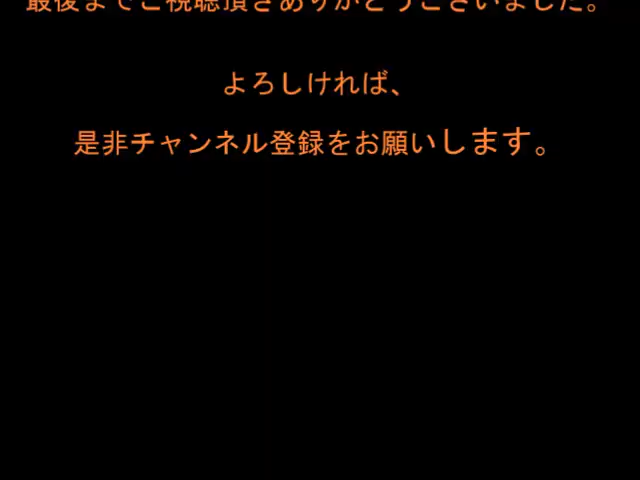 最後までご視聴頂きありがとうございました。
よろしければ、
是非チャンネル登録をお願いします。